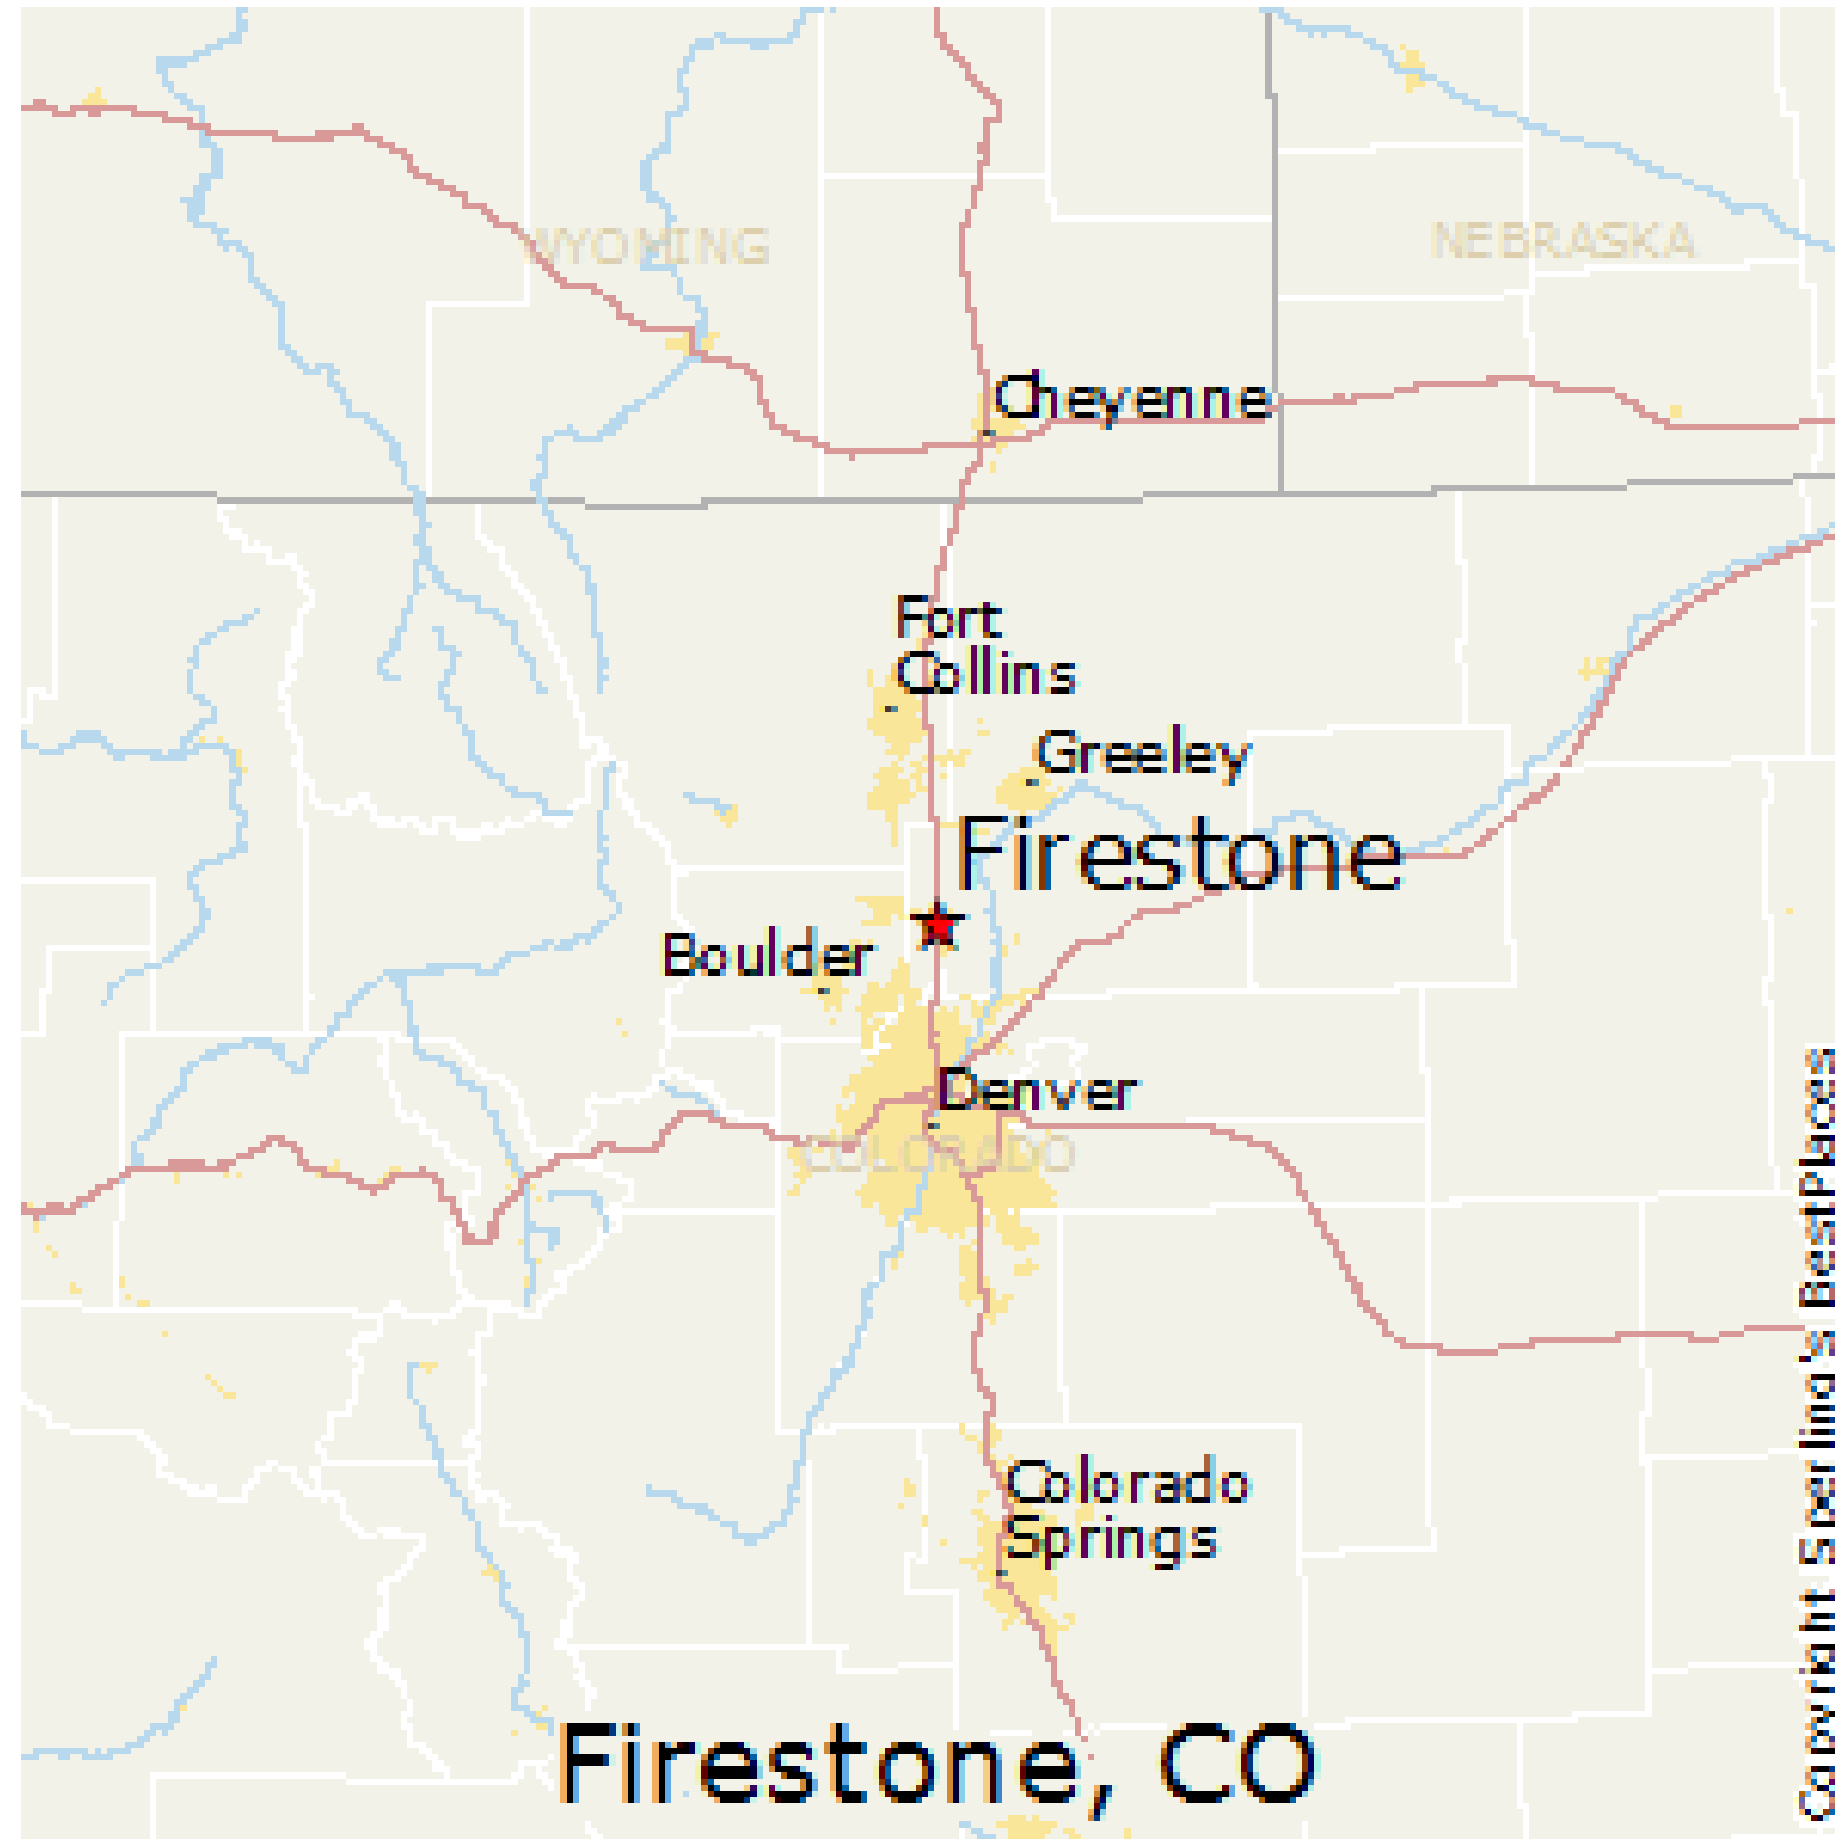 WYOMING
NEBRASKA
Cheyenne
Fort
Collins
Greeley
Firestone
Boulder
Denver
COLORADO
Colorado
Springs
Firestone, CO
Copyright Sperling's BestPlaces